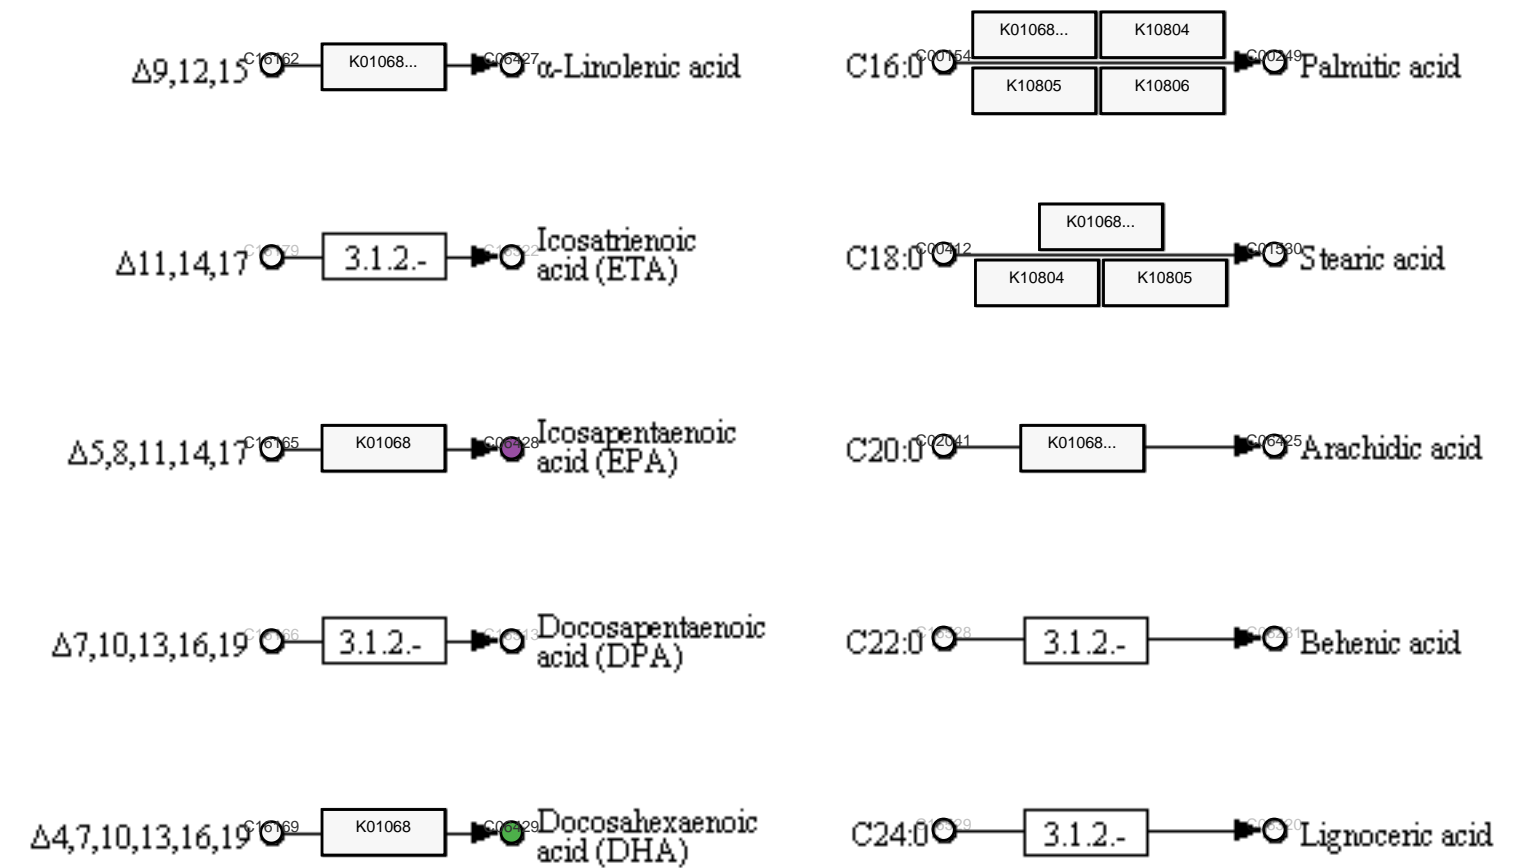 Δ9,12,15 C16162 K01068... C06427 α-Linolenic acid
C16:0 C00154 K01068... K10804 K10805 K10806 C00249 Palmitic acid
Δ11,14,17 3.1.2.- Icosatrienoic
acid (ETA)
C18:0 C00412 K01068... K10804 K10805 C01530 Stearic acid
Δ5,8,11,14,17 C16165 K01068 C06428 Icosapentaenoic
acid (EPA)
C20:0 C02041 K01068... C06425 Arachidic acid
Δ7,10,13,16,19 3.1.2.- Docosapentaenoic
acid (DPA)
C22:0 3.1.2.- Behenic acid
Δ4,7,10,13,16,19 C16169 K01068 C06429 Docosahexaenoic
acid (DHA)
C24:0 3.1.2.- Lignoceric acid